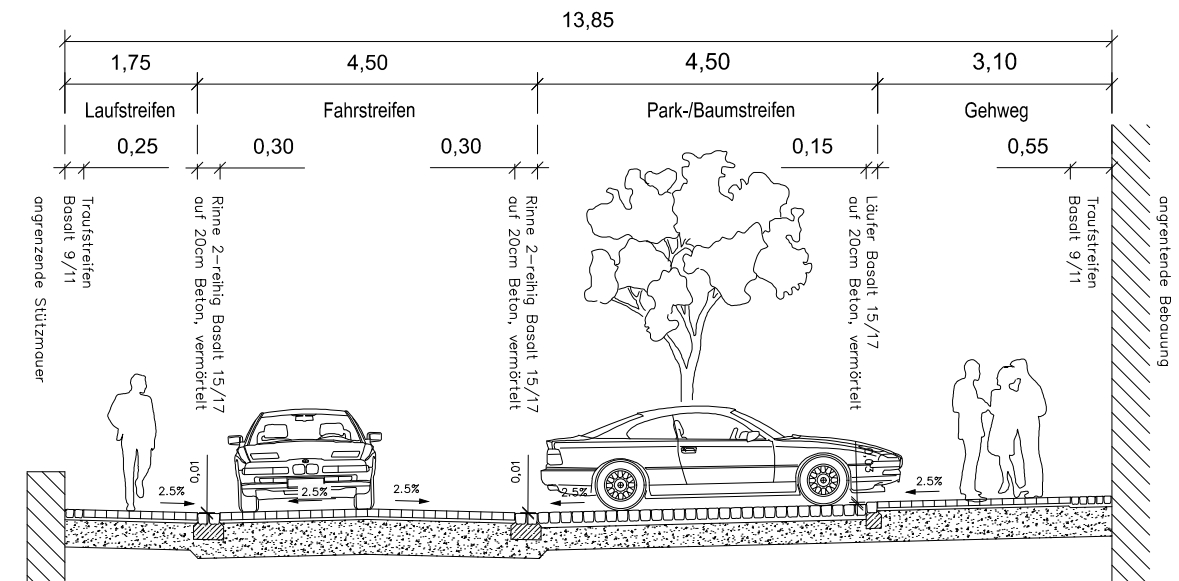 13,85
1,75
4,50
4,50
3,10
Laufstreifen
Fahrstreifen
Park-/Baumstreifen
Gehweg
0,25
0,30
0,30
0,15
0,55
angrenzende Stützmauer
Traufstreifen
Basalt 9/11
Rinne 2-reihig Basalt 15/17
auf 20cm Beton, vermörtelt
Rinne 2-reihig Basalt 15/17
auf 20cm Beton, vermörtelt
Läufer Basalt 15/17
auf 20cm Beton, vermörtelt
Traufstreifen
Basalt 9/11
angrentende Bebauung
2.5%
0.01
2.5%
2.5%
0.01
2.5%
2.5%